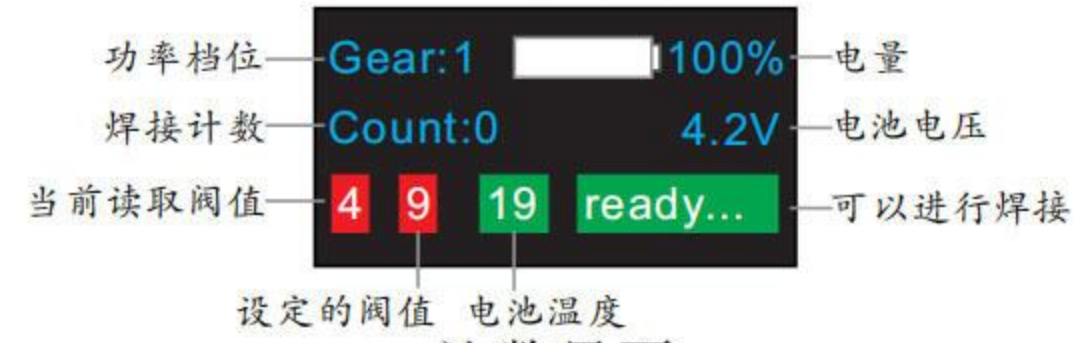 功率档位 Gear:1 100% 电量
焊接计数 Count:0 4.2V 电池电压
当前读取阀值 4 9 19 ready... 可以进行焊接
设定的阀值 电池温度